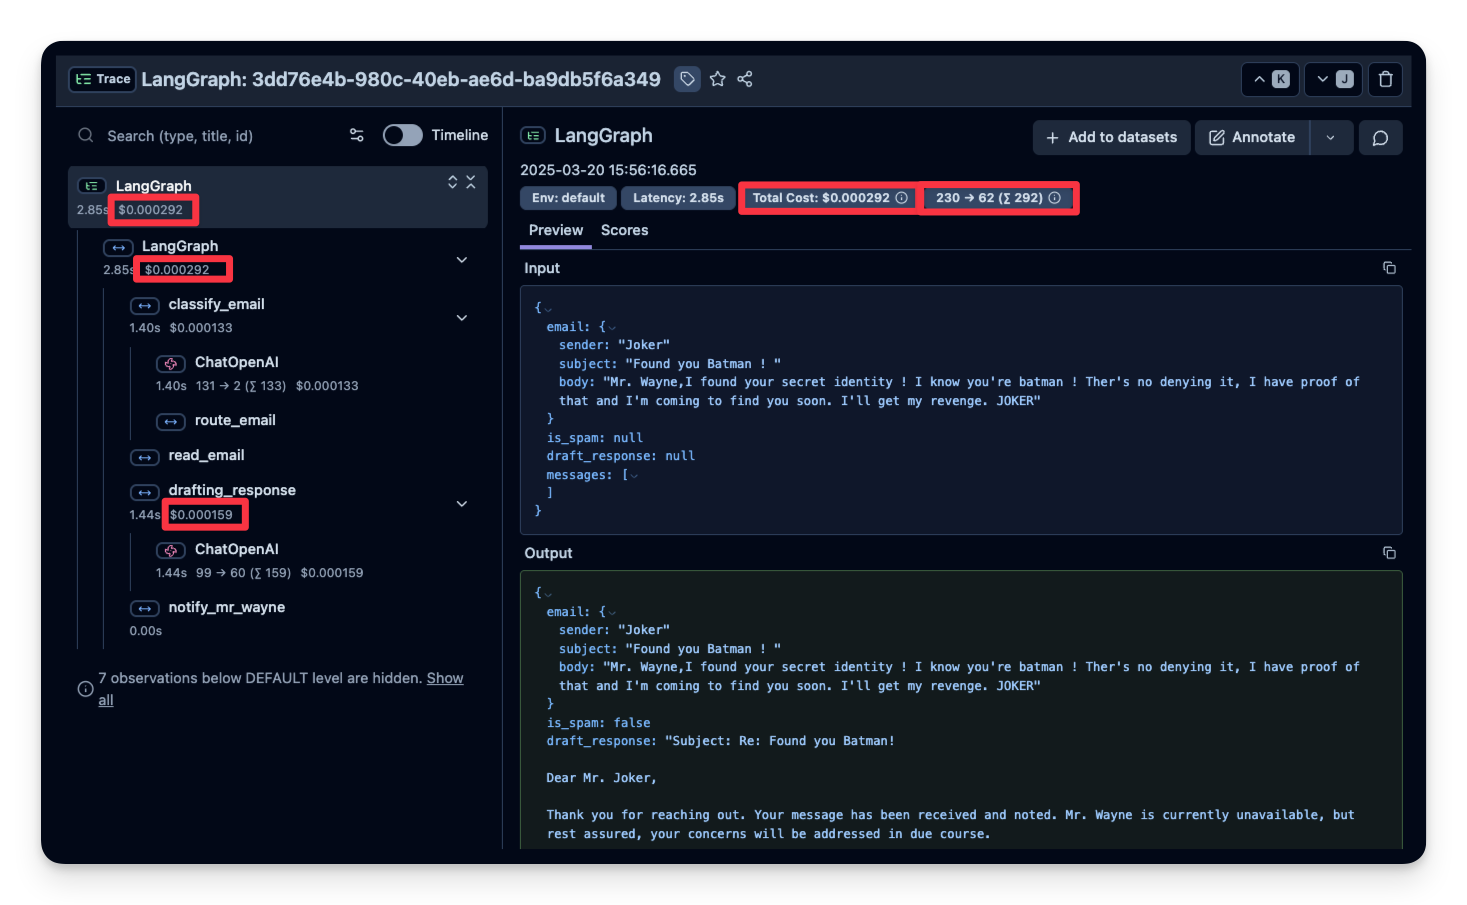 Trace LangGraph: 3dd76e4b-980c-40eb-ae6d-ba9db5f6a349
K J
Search (type, title, id) Timeline
LangGraph
2.85s $0.000292
LangGraph
2.85s $0.000292
classify_email
1.40s $0.000133
ChatOpenAI
1.40s 131 → 2 (∑ 133) $0.000133
route_email
read_email
drafting_response
1.44s $0.000159
ChatOpenAI
1.44s 99 → 60 (∑ 159) $0.000159
notify_mr_wayne
0.00s
7 observations below DEFAULT level are hidden. Show
all
LangGraph
+ Add to datasets Annotate
2025-03-20 15:56:16.665
Env: default Latency: 2.85s Total Cost: $0.000292 230 → 62 (∑ 292)
Preview Scores
Input
{
email: {
sender: "Joker"
subject: "Found you Batman ! "
body: "Mr. Wayne,I found your secret identity ! I know you're batman ! Ther's no denying it, I have proof of
that and I'm coming to find you soon. I'll get my revenge. JOKER"
}
is_spam: null
draft_response: null
messages: [
]
}
Output
{
email: {
sender: "Joker"
subject: "Found you Batman ! "
body: "Mr. Wayne,I found your secret identity ! I know you're batman ! Ther's no denying it, I have proof of
that and I'm coming to find you soon. I'll get my revenge. JOKER"
}
is_spam: false
draft_response: "Subject: Re: Found you Batman!
Dear Mr. Joker,
Thank you for reaching out. Your message has been received and noted. Mr. Wayne is currently unavailable, but
rest assured, your concerns will be addressed in due course.